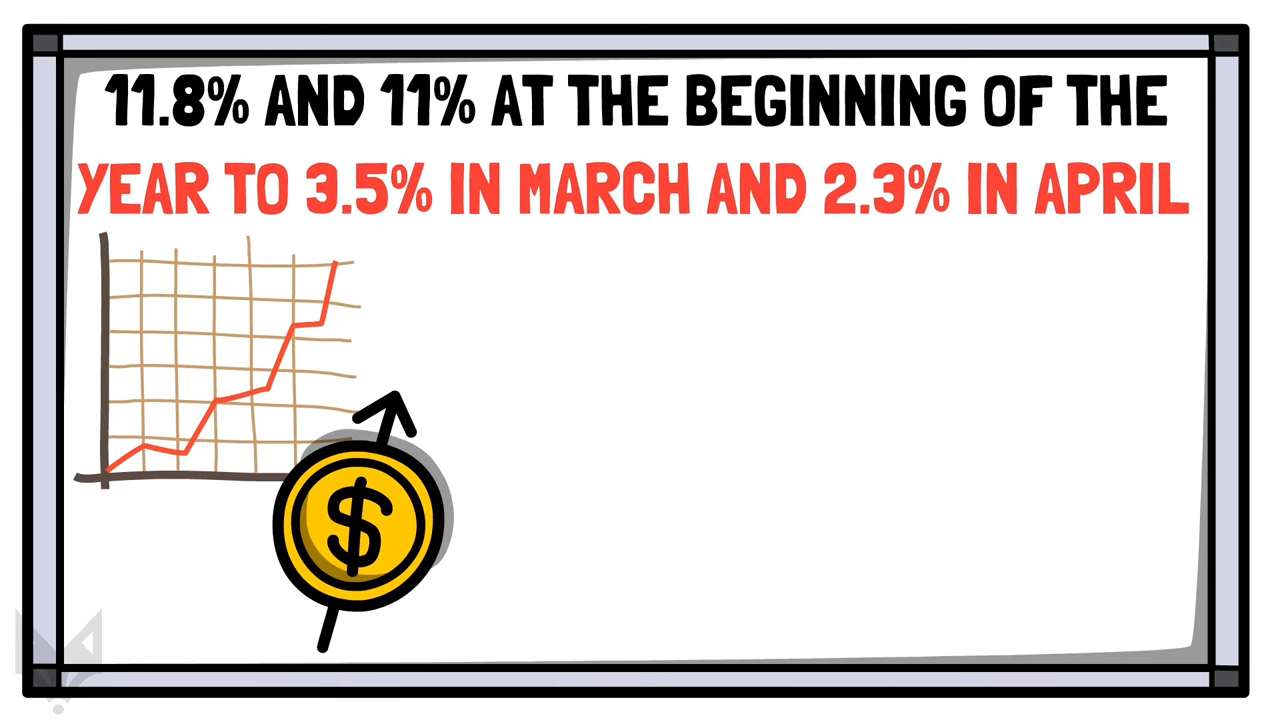 11.8% AND 11% AT THE BEGINNING OF THE
YEAR TO 3.5% IN MARCH AND 2.3% IN APRIL
$